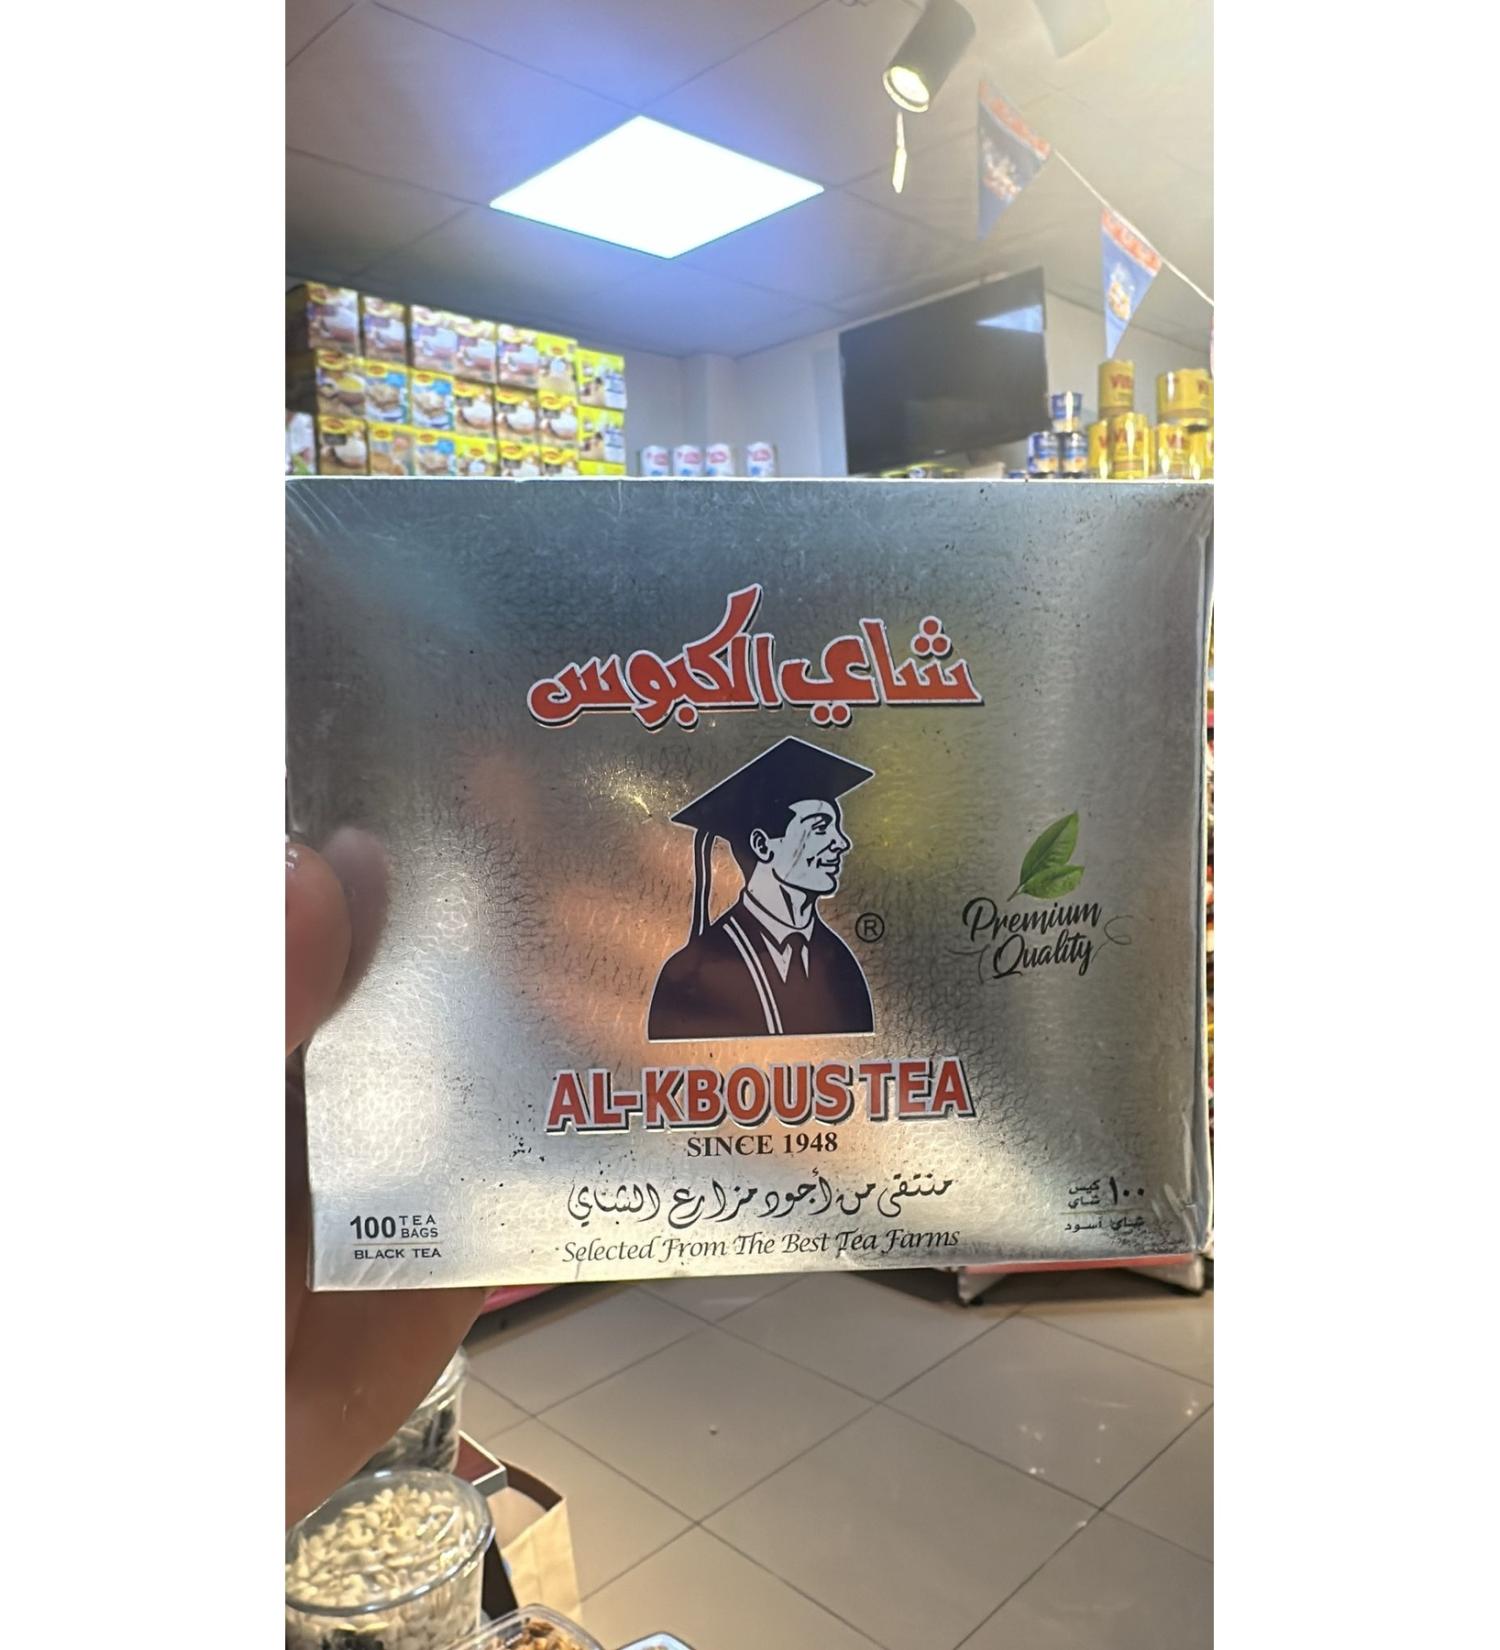 شاي الكبوس
®
Premium
Quality
AL-KBOUS TEA
SINCE 1948
منتقى من أجود مزارع الشاي
Selected From The Best Tea Farms
100 TEA
BAGS
BLACK TEA
١٠٠ كيس
شاي
شاي أسود